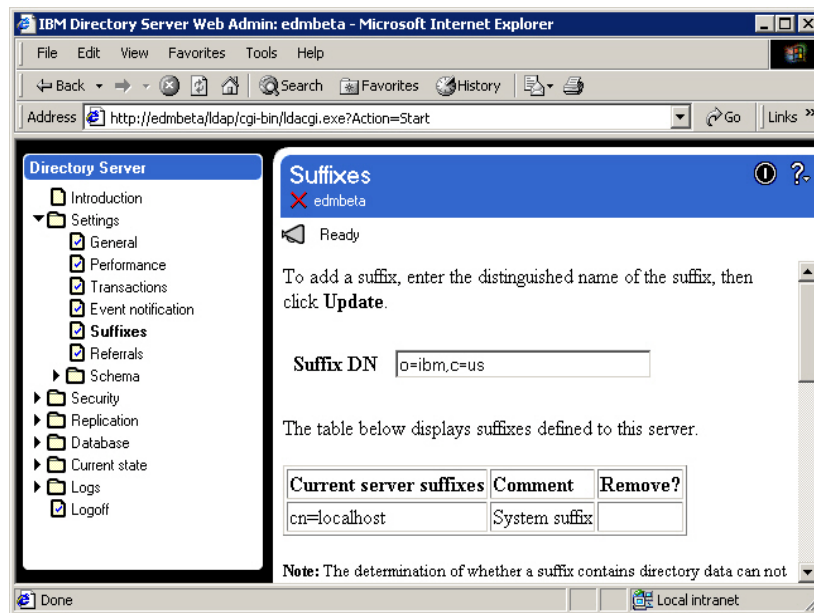 IBM Directory Server Web Admin: edmbeta - Microsoft Internet Explorer
File Edit View Favorites Tools Help
Back Search Favorites History
Address http://edmbeta/ldap/cgi-bin/ldacgi.exe?Action=Start Go Links »
Directory Server
Introduction
Settings
General
Performance
Transactions
Event notification
Suffixes
Referrals
Schema
Security
Replication
Database
Current state
Logs
Logoff
Suffixes
edmbeta
Ready
To add a suffix, enter the distinguished name of the suffix, then
click Update.
Suffix DN o=ibm,c=us
The table below displays suffixes defined to this server.
Current server suffixes Comment Remove?
cn=localhost System suffix
Note: The determination of whether a suffix contains directory data can not
Done Local intranet